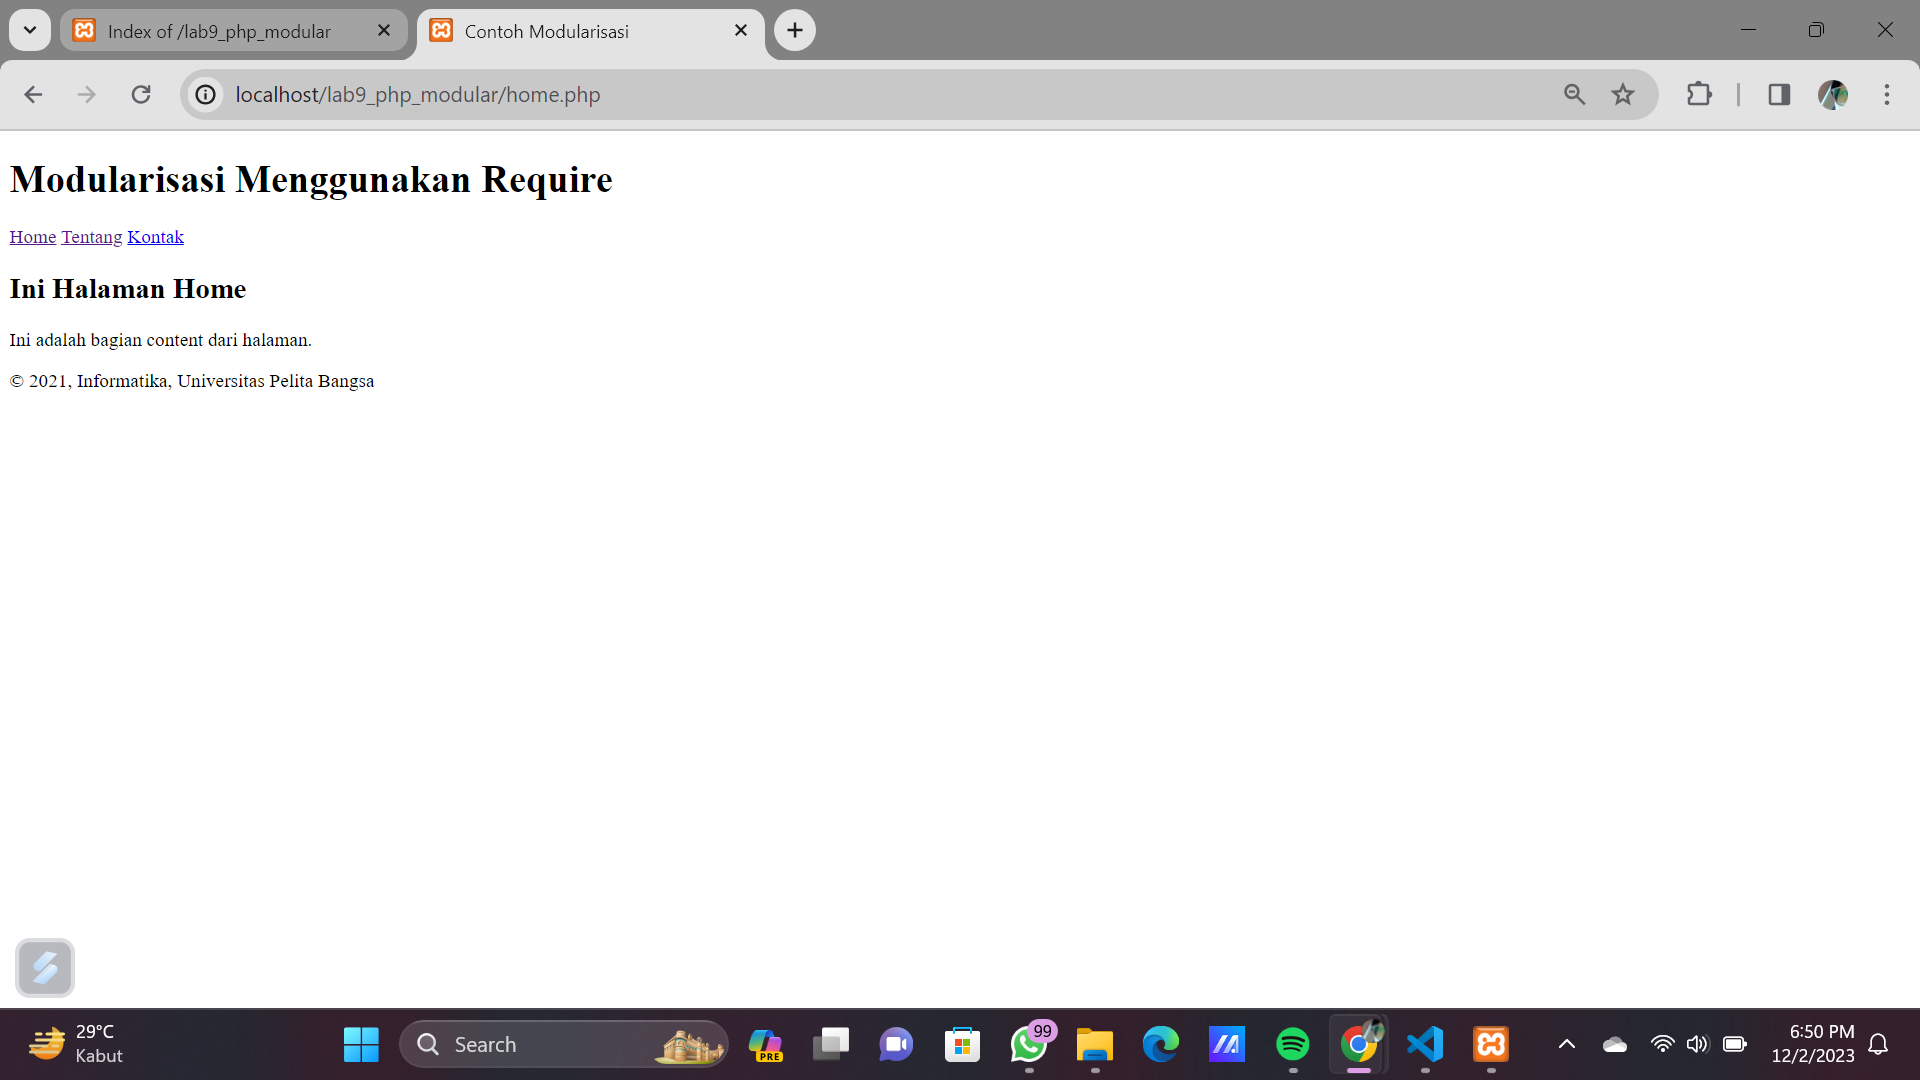 Index of /lab9_php_modular
Contoh Modularisasi
localhost/lab9_php_modular/home.php
Modularisasi Menggunakan Require
Home Tentang Kontak
Ini Halaman Home
Ini adalah bagian content dari halaman.
© 2021, Informatika, Universitas Pelita Bangsa
29°C
Kabut
Search
PRE
99
6:50 PM
12/2/2023